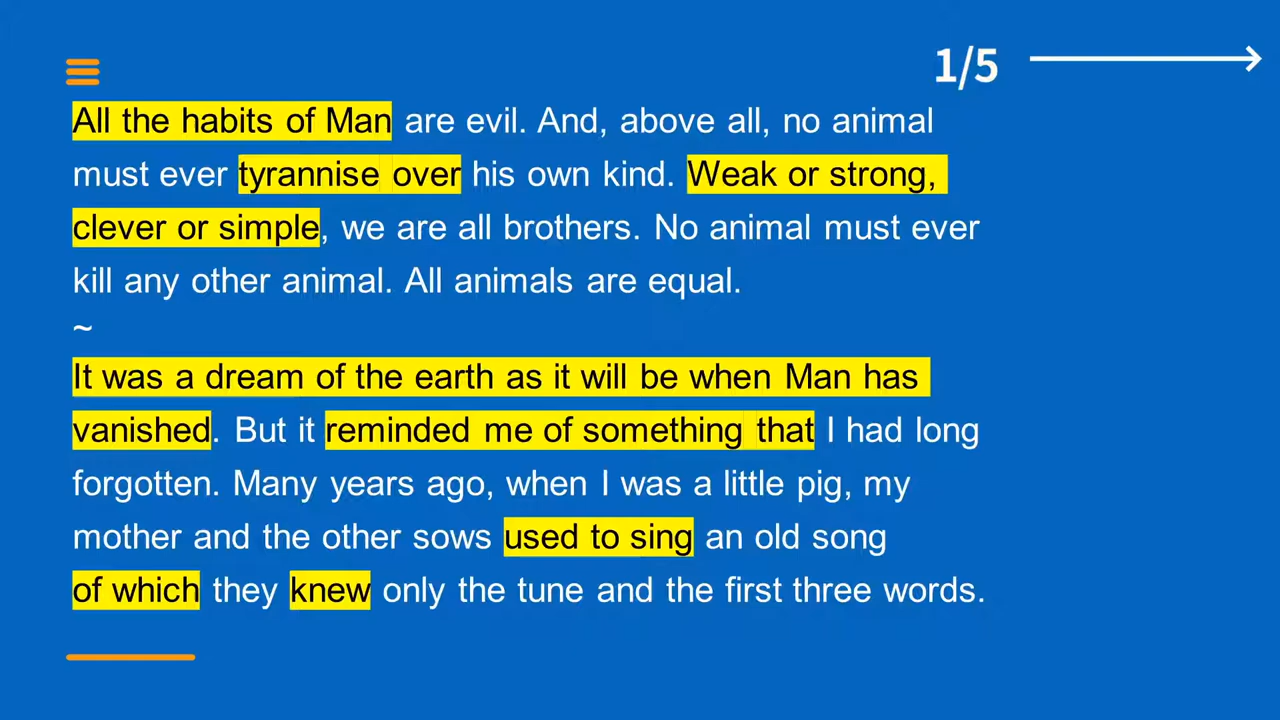 1/5
All the habits of Man are evil. And, above all, no animal
must ever tyrannise over his own kind. Weak or strong,
clever or simple, we are all brothers. No animal must ever
kill any other animal. All animals are equal.
~
It was a dream of the earth as it will be when Man has
vanished. But it reminded me of something that I had long
forgotten. Many years ago, when I was a little pig, my
mother and the other sows used to sing an old song
of which they knew only the tune and the first three words.